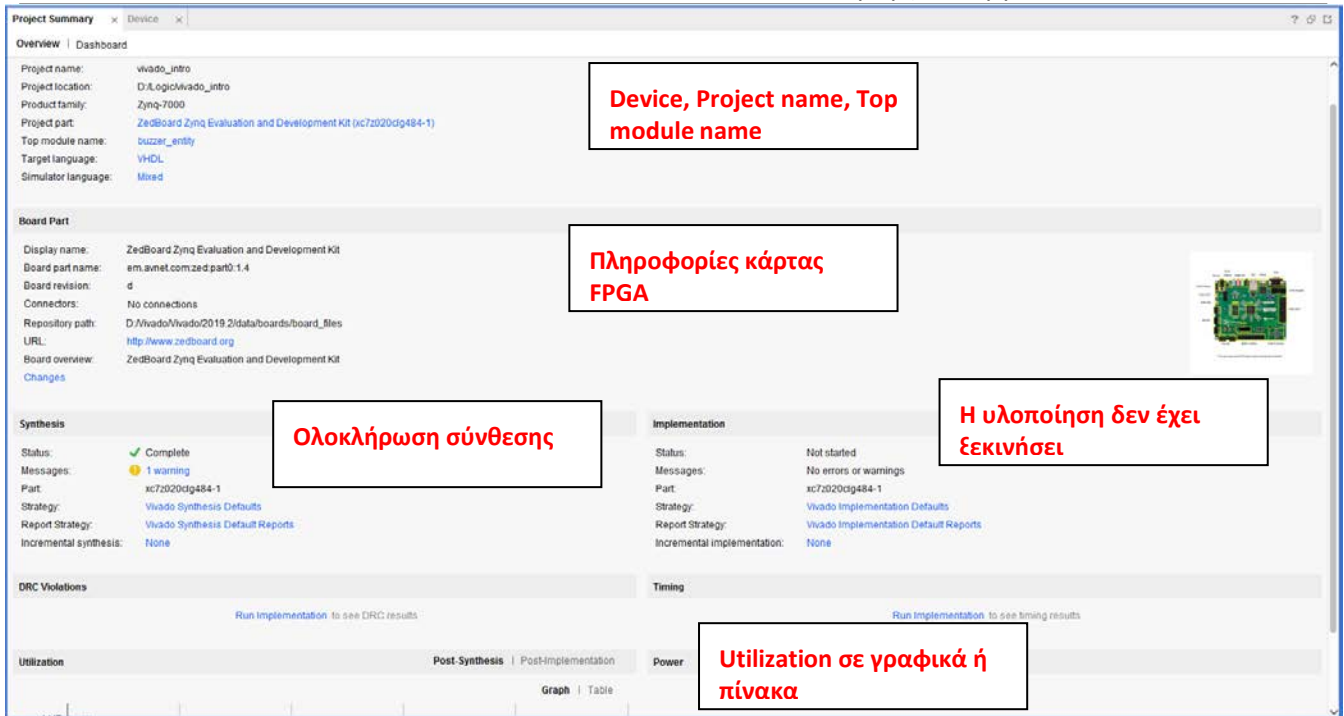 Project Summary × Device ×
Overview | Dashboard
Project name: vivado_intro
Project location: D:/Logic/vivado_intro
Product family: Zynq-7000
Project part: ZedBoard Zynq Evaluation and Development Kit (xc7z020clg484-1)
Top module name: buzzer_entity
Target language: VHDL
Simulator language: Mixed
Device, Project name, Top
module name
Board Part
Display name: ZedBoard Zynq Evaluation and Development Kit
Board part name: em.avnet.com:zed:part0:1.4
Board revision: d
Connectors: No connections
Repository path: D:/Vivado/Vivado/2019.2/data/boards/board_files
URL: http://www.zedboard.org
Board overview: ZedBoard Zynq Evaluation and Development Kit
Changes
Πληροφορίες κάρτας
FPGA
Synthesis
Status: Complete
Messages: 1 warning
Part: xc7z020clg484-1
Strategy: Vivado Synthesis Defaults
Report Strategy: Vivado Synthesis Default Reports
Incremental synthesis: None
Ολοκλήρωση σύνθεσης
Implementation
Status: Not started
Messages: No errors or warnings
Part: xc7z020clg484-1
Strategy: Vivado Implementation Defaults
Report Strategy: Vivado Implementation Default Reports
Incremental implementation: None
Η υλοποίηση δεν έχει
ξεκινήσει
DRC Violations
Run Implementation to see DRC results
Timing
Run Implementation to see timing results
Utilization Post-Synthesis | Post-Implementation
Graph | Table
Power
Utilization σε γραφικά ή
πίνακα